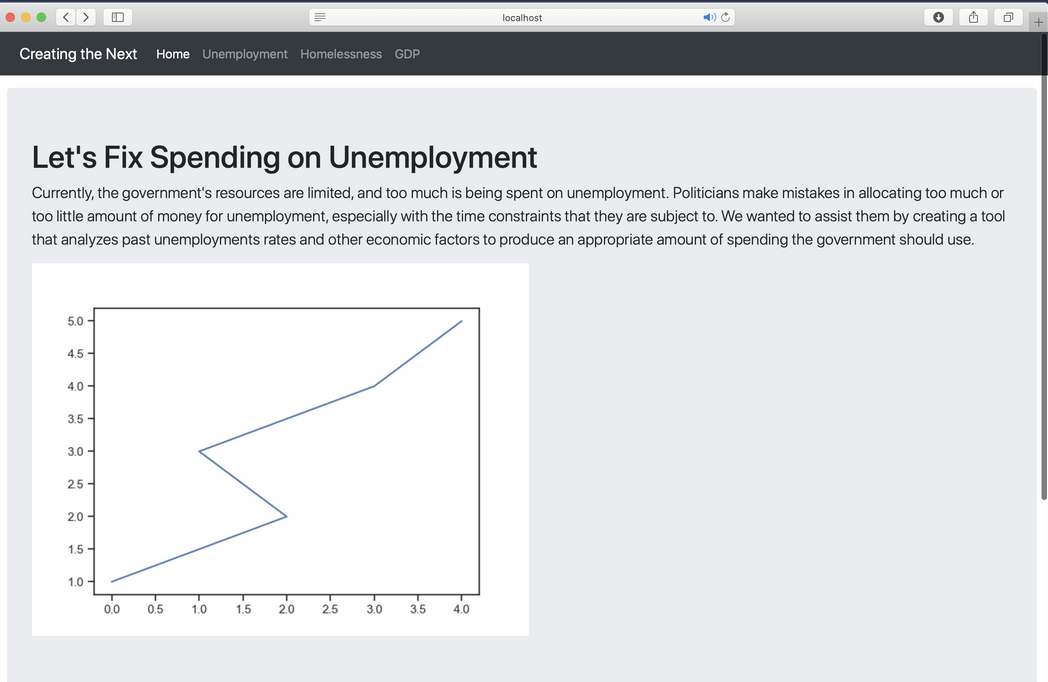 localhost
Creating the Next Home Unemployment Homelessness GDP
Let's Fix Spending on Unemployment
Currently, the government's resources are limited, and too much is being spent on unemployment. Politicians make mistakes in allocating too much or
too little amount of money for unemployment, especially with the time constraints that they are subject to. We wanted to assist them by creating a tool
that analyzes past unemployments rates and other economic factors to produce an appropriate amount of spending the government should use.
5.0
4.5
4.0
3.5
3.0
2.5
2.0
1.5
1.0
0.0 0.5 1.0 1.5 2.0 2.5 3.0 3.5 4.0